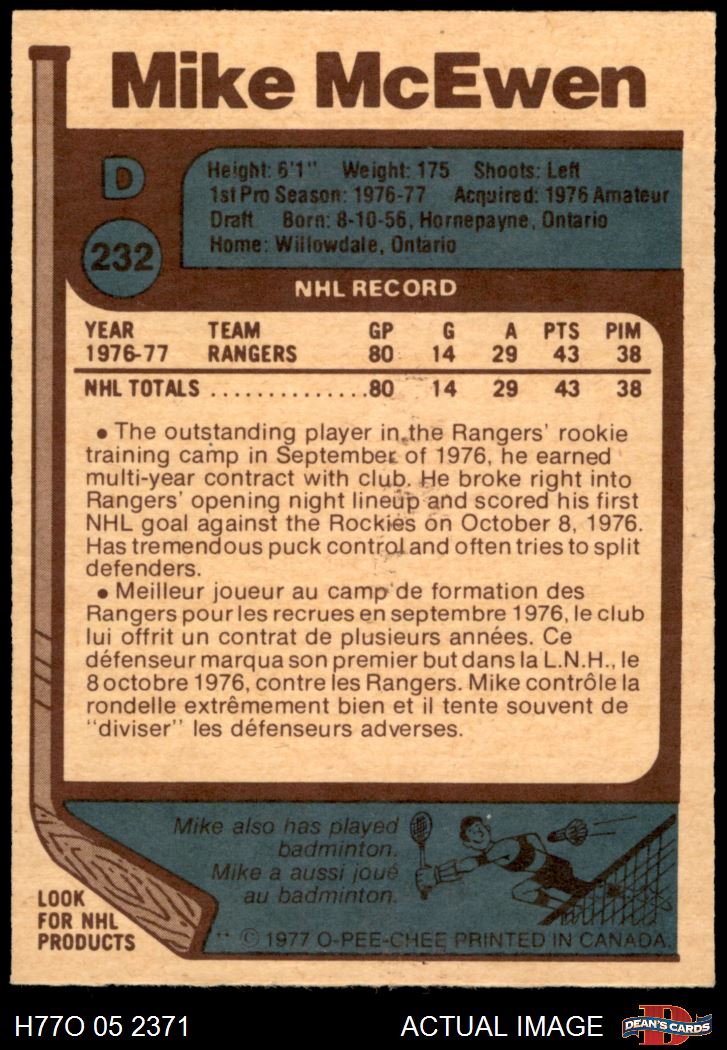 Mike McEwen
D
232
Height: 6'1" Weight: 175 Shoots: Left
1st Pro Season: 1976-77 Acquired: 1976 Amateur
Draft Born: 8-10-56, Hornepayne, Ontario
Home: Willowdale, Ontario
NHL RECORD
YEAR TEAM GP G A PTS PIM
1976-77 RANGERS 80 14 29 43 38
NHL TOTALS ..............80 14 29 43 38
• The outstanding player in the Rangers' rookie
training camp in September of 1976, he earned
multi-year contract with club. He broke right into
Rangers' opening night lineup and scored his first
NHL goal against the Rockies on October 8, 1976.
Has tremendous puck control and often tries to split
defenders.
• Meilleur joueur au camp de formation des
Rangers pour les recrues en septembre 1976, le club
lui offrit un contrat de plusieurs années. Ce
défenseur marqua son premier but dans la L.N.H., le
8 octobre 1976, contre les Rangers. Mike contrôle la
rondelle extrêmement bien et il tente souvent de
"diviser" les défenseurs adverses.
Mike also has played
badminton.
Mike a aussi joué
au badminton.
LOOK
FOR NHL
PRODUCTS
** © 1977 O-PEE-CHEE PRINTED IN CANADA.
H77O 05 2371 ACTUAL IMAGE
D
DEAN'S CARDS